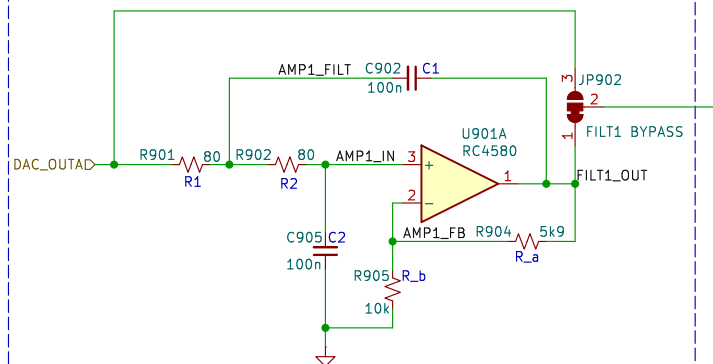 AMP1_FILT
C902
C1
100n
3
JP902
2
1
FILT1 BYPASS
U901A
RC4580
DAC_OUTA
R901
80
R1
R902
80
R2
AMP1_IN
3
+
1
2
−
FILT1_OUT
C905
C2
100n
AMP1_FB
R904
5k9
R_a
R905
R_b
10k